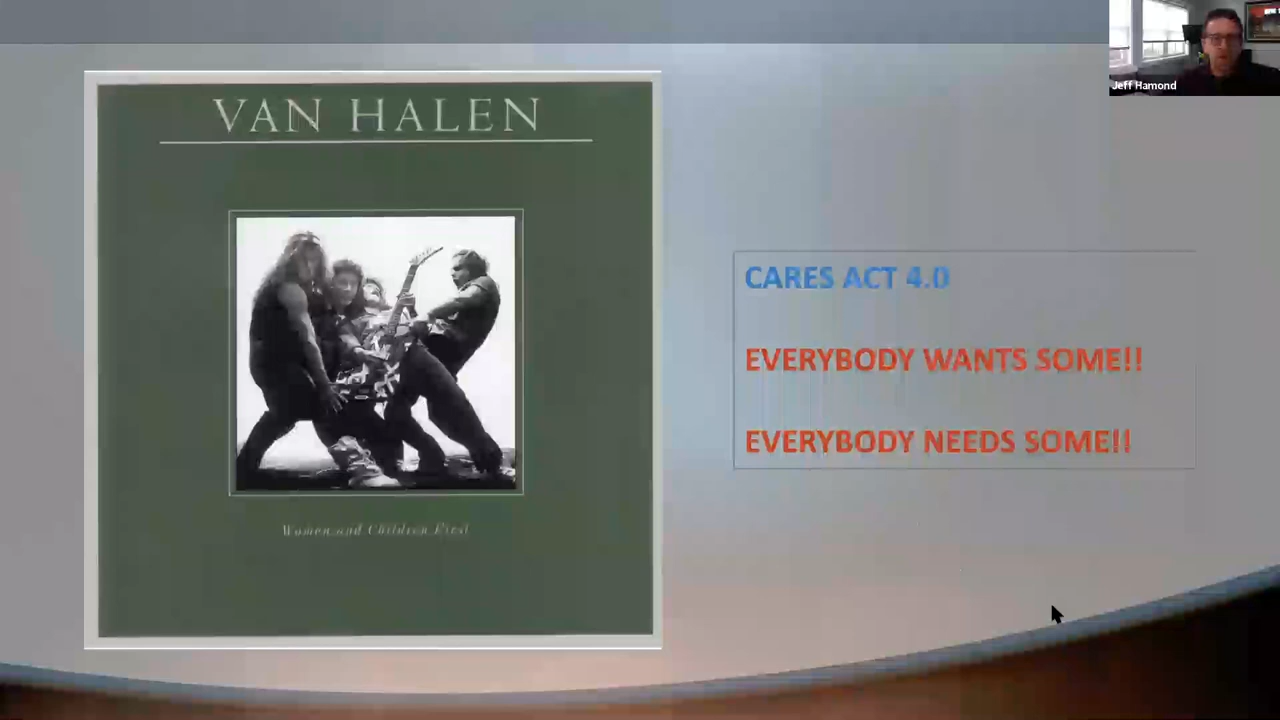 VAN HALEN
Women and Children First
CARES ACT 4.0
EVERYBODY WANTS SOME!!
EVERYBODY NEEDS SOME!!
Jeff Hamond